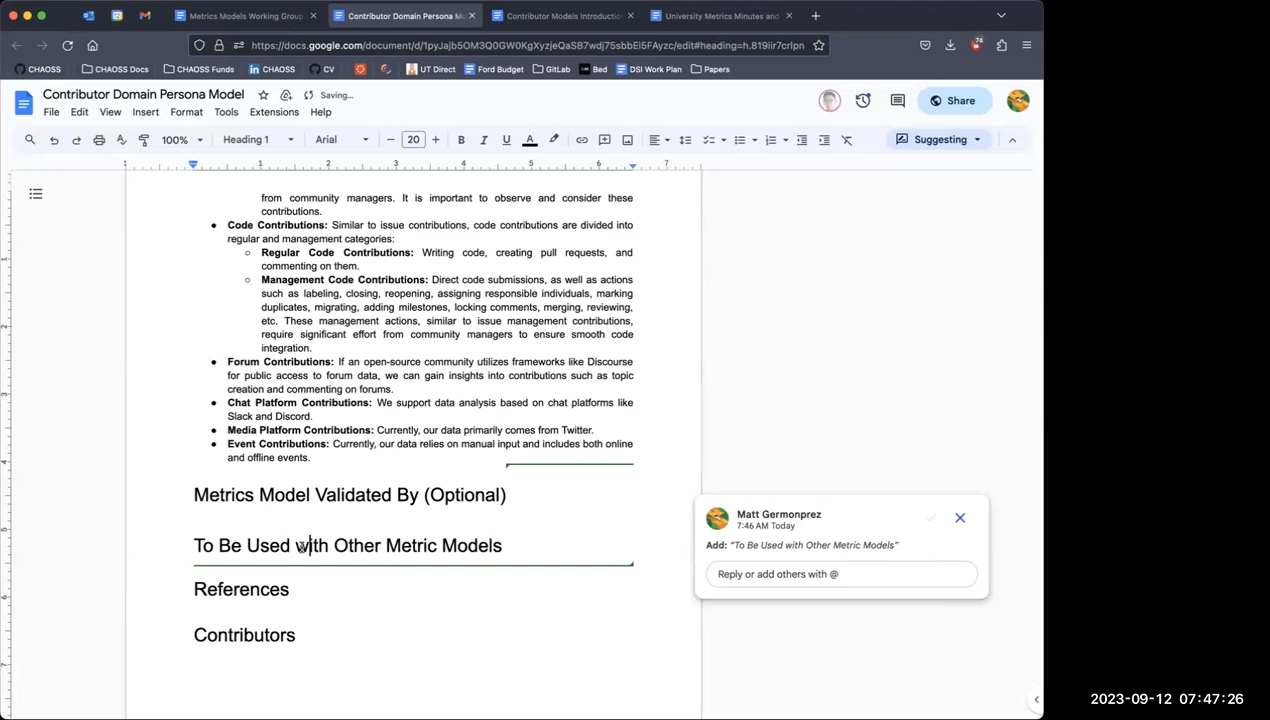 Metrics Models Working Group
Contributor Domain Persona M
Contributor Models Introduction
University Metrics Minutes and
https://docs.google.com/document/d/1pyJajb5OM3Q0GW0KgXyzjeQaSB7wdj75sbbEi5FAyzc/edit#heading=h.819iir7crlpn
74
CHAOSS
CHAOSS Docs
CHAOSS Funds
CHAOSS
CV
UT Direct
Ford Budget
GitLab
Bed
DSI Work Plan
Papers
Contributor Domain Persona Model
Saving...
File Edit View Insert Format Tools Extensions Help
Share
100% Heading 1 Arial 20 Suggesting
1 1 2 3 4 5 6 7
from community managers. It is important to observe and consider these
contributions.
Code Contributions: Similar to issue contributions, code contributions are divided into
regular and management categories:
Regular Code Contributions: Writing code, creating pull requests, and
commenting on them.
Management Code Contributions: Direct code submissions, as well as actions
such as labeling, closing, reopening, assigning responsible individuals, marking
duplicates, migrating, adding milestones, locking comments, merging, reviewing,
etc. These management actions, similar to issue management contributions,
require significant effort from community managers to ensure smooth code
integration.
Forum Contributions: If an open-source community utilizes frameworks like Discourse
for public access to forum data, we can gain insights into contributions such as topic
creation and commenting on forums.
Chat Platform Contributions: We support data analysis based on chat platforms like
Slack and Discord.
Media Platform Contributions: Currently, our data primarily comes from Twitter.
Event Contributions: Currently, our data relies on manual input and includes both online
and offline events.
Metrics Model Validated By (Optional)
To Be Used with Other Metric Models
References
Contributors
Matt Germonprez
7:46 AM Today
Add: “To Be Used with Other Metric Models”
Reply or add others with @
2023-09-12 07:47:26